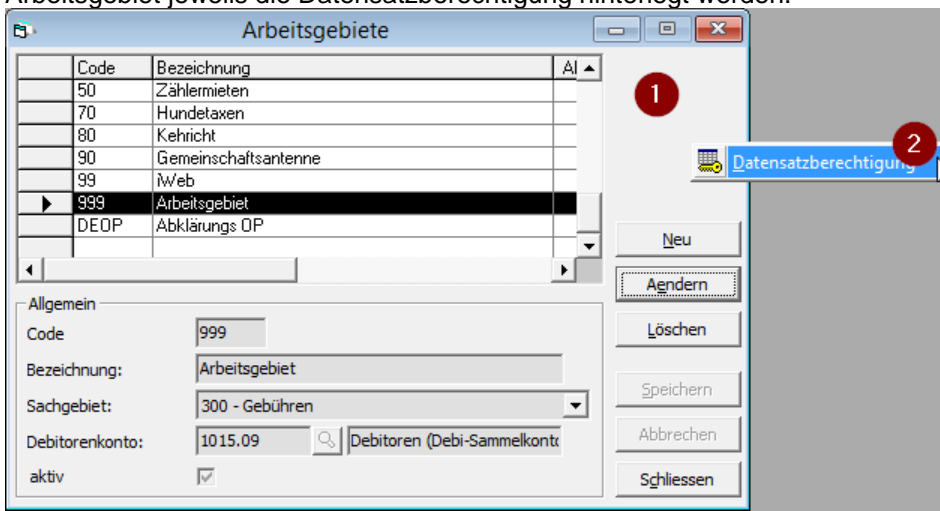 Arbeitsgebiet jeweils die Datensatzberechtigung hinterlegt werden.
Arbeitsgebiete
Code Bezeichnung
50 Zählermieten
70 Hundetaxen
80 Kehricht
90 Gemeinschaftsantenne
99 iWeb
999 Arbeitsgebiet
DEOP Abklärungs OP
1
2
Datensatzberechtigung
Neu
Aendern
Löschen
Speichern
Abbrechen
Schliessen
Allgemein
Code 999
Bezeichnung: Arbeitsgebiet
Sachgebiet: 300 - Gebühren
Debitorenkonto: 1015.09 Debitoren (Debi-Sammelkonto
aktiv